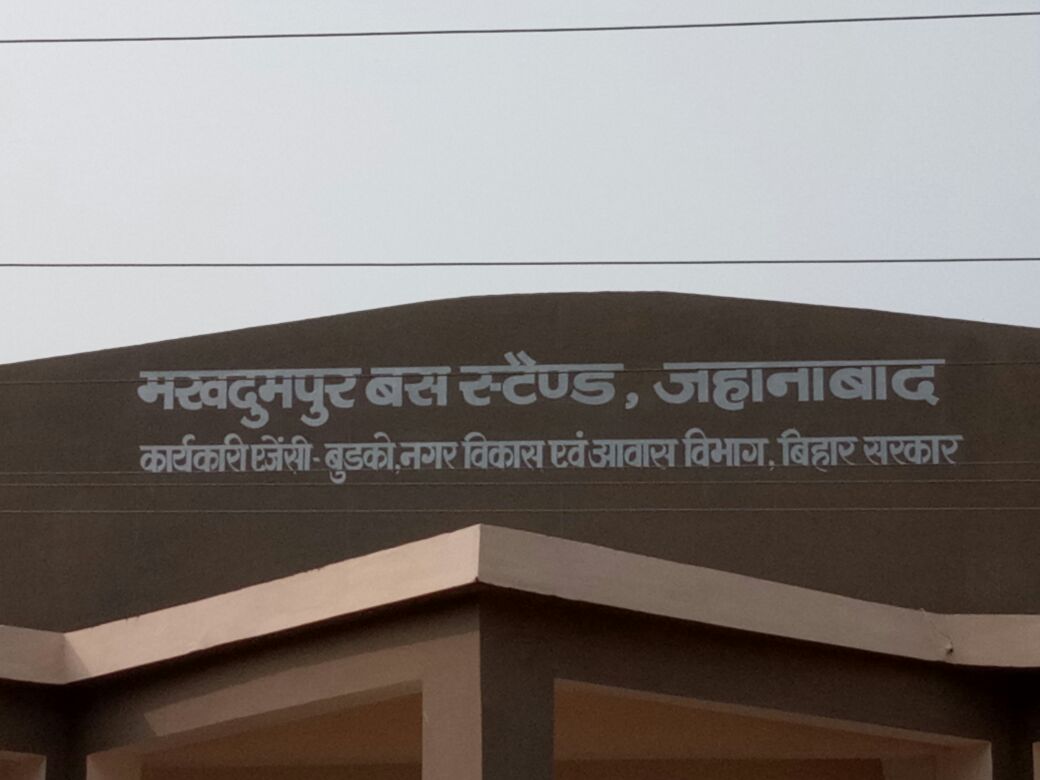 मखदुमपुर बस स्टैण्ड, जहानाबाद
कार्यकारी एजेंसी- बुडको,नगर विकास एवं आवास विभाग, बिहार सरकार